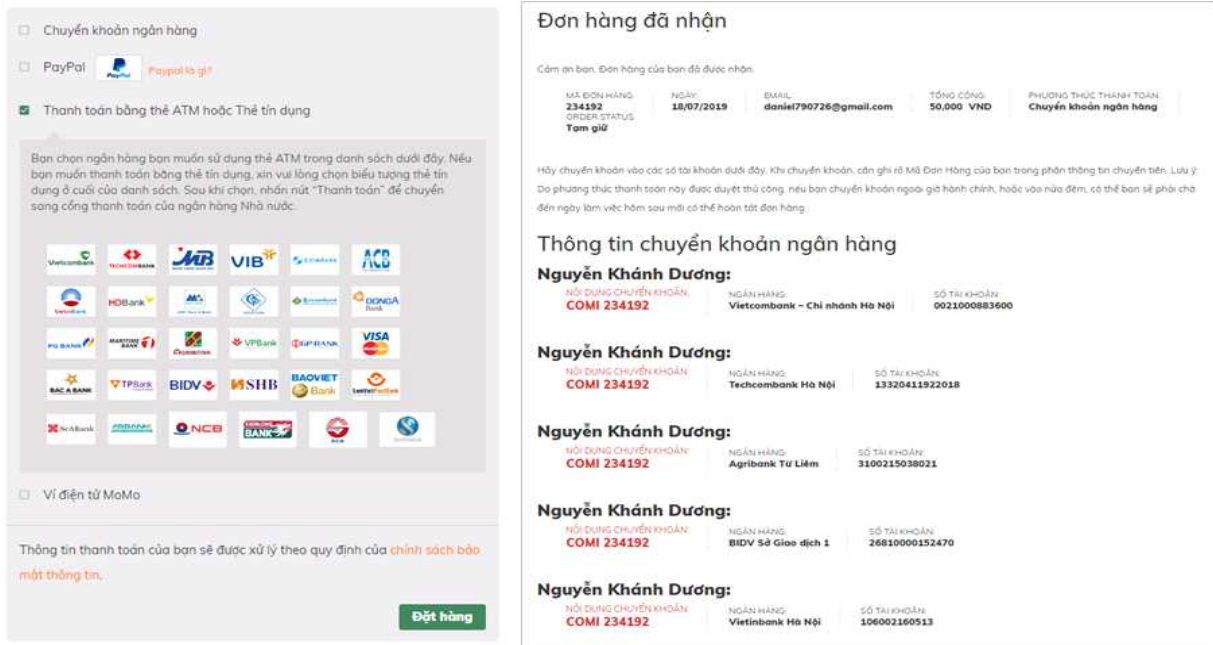 Chuyển khoản ngân hàng
PayPal PayPal Paypal là gì?
Thanh toán bằng thẻ ATM hoặc Thẻ tín dụng
Bạn chọn ngân hàng bạn muốn sử dụng thẻ ATM trong danh sách dưới đây. Nếu
bạn muốn thanh toán bằng thẻ tín dụng, xin vui lòng chọn biểu tượng thẻ tín
dụng ở cuối của danh sách. Sau khi chọn, nhấn nút "Thanh toán" để chuyển
sang cổng thanh toán của ngân hàng Nhà nước.
Vietcombank TECHCOMBANK MB VIB ACB
VietinBank HDBank DONGA Bank
PG BANK MARITIME BANK VPBank GP.BANK VISA
BAC A BANK TPBank BIDV SHB BAOVIET Bank LienVietPostBank
SeABank ABBANK NCB KIENLONG BANK SCB
Ví điện tử MoMo
Thông tin thanh toán của bạn sẽ được xử lý theo quy định của chính sách bảo
mật thông tin.
Đặt hàng
Đơn hàng đã nhận
Cảm ơn bạn. Đơn hàng của bạn đã được nhận.
MÃ ĐƠN HÀNG: NGÀY: EMAIL: TỔNG CỘNG: PHƯƠNG THỨC THANH TOÁN:
234192 18/07/2019 daniel790726@gmail.com 50,000 VND Chuyển khoản ngân hàng
ORDER STATUS
Tạm giữ
Hãy chuyển khoản vào các số tài khoản dưới đây. Khi chuyển khoản, cần ghi rõ Mã Đơn Hàng của bạn trong phần thông tin chuyển tiền. Lưu ý:
Do phương thức thanh toán này được duyệt thủ công, nếu bạn chuyển khoản ngoài giờ hành chính, hoặc vào nửa đêm, có thể bạn sẽ phải chờ
đến ngày làm việc hôm sau mới có thể hoàn tất đơn hàng.
Thông tin chuyển khoản ngân hàng
Nguyễn Khánh Dương:
NỘI DUNG CHUYỂN KHOẢN: NGÂN HÀNG: SỐ TÀI KHOẢN:
COMI 234192 Vietcombank – Chi nhánh Hà Nội 0021000883600
Nguyễn Khánh Dương:
NỘI DUNG CHUYỂN KHOẢN: NGÂN HÀNG: SỐ TÀI KHOẢN:
COMI 234192 Techcombank Hà Nội 13320411922018
Nguyễn Khánh Dương:
NỘI DUNG CHUYỂN KHOẢN: NGÂN HÀNG: SỐ TÀI KHOẢN:
COMI 234192 Agribank Từ Liêm 3100215038021
Nguyễn Khánh Dương:
NỘI DUNG CHUYỂN KHOẢN: NGÂN HÀNG: SỐ TÀI KHOẢN:
COMI 234192 BIDV Sở Giao dịch 1 26810000152470
Nguyễn Khánh Dương:
NỘI DUNG CHUYỂN KHOẢN: NGÂN HÀNG: SỐ TÀI KHOẢN:
COMI 234192 Vietinbank Hà Nội 106002160513